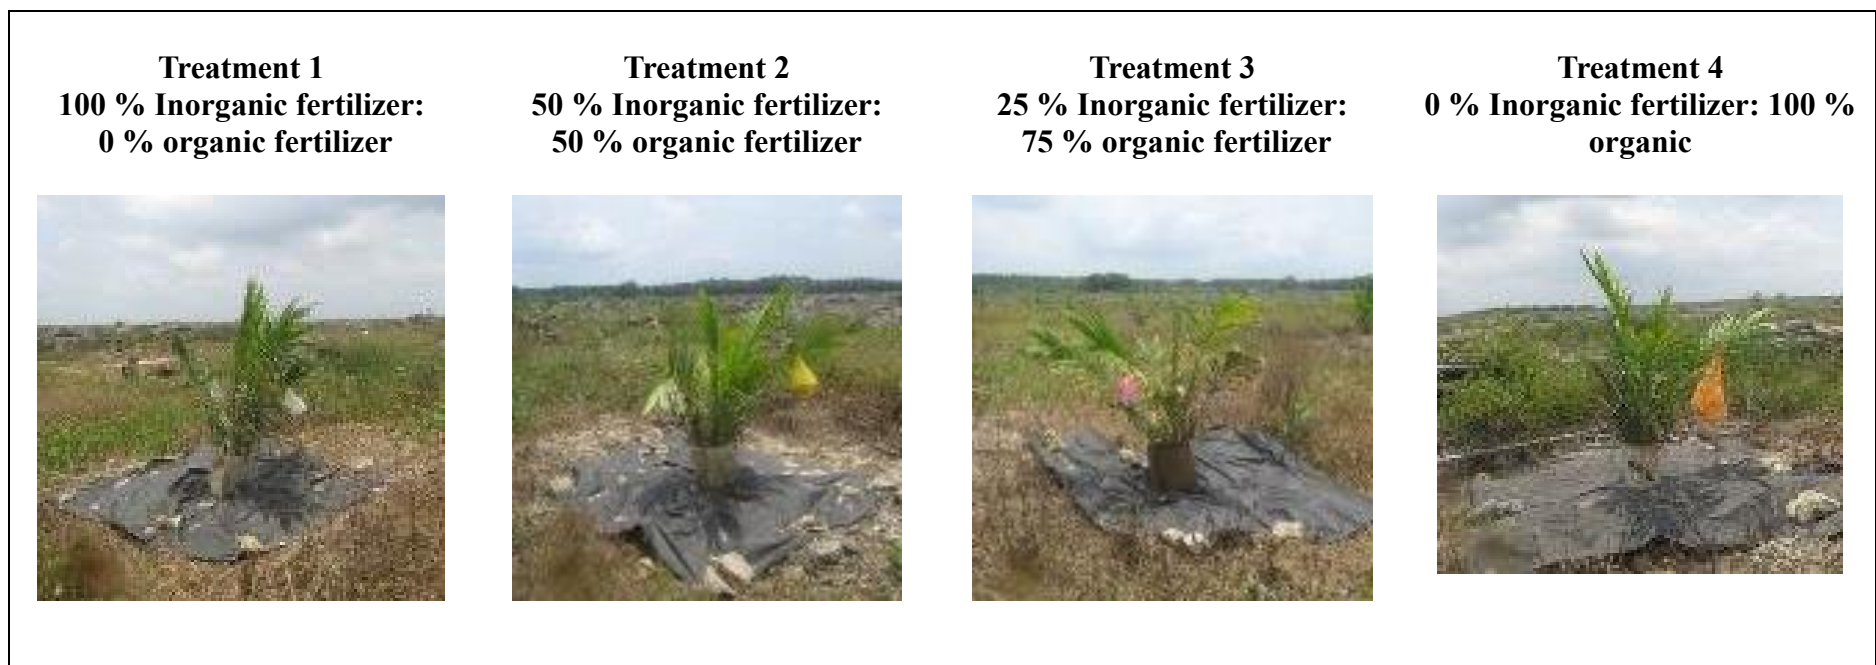 Treatment 1
100 % Inorganic fertilizer:
0 % organic fertilizer
Treatment 2
50 % Inorganic fertilizer:
50 % organic fertilizer
Treatment 3
25 % Inorganic fertilizer:
75 % organic fertilizer
Treatment 4
0 % Inorganic fertilizer: 100 %
organic